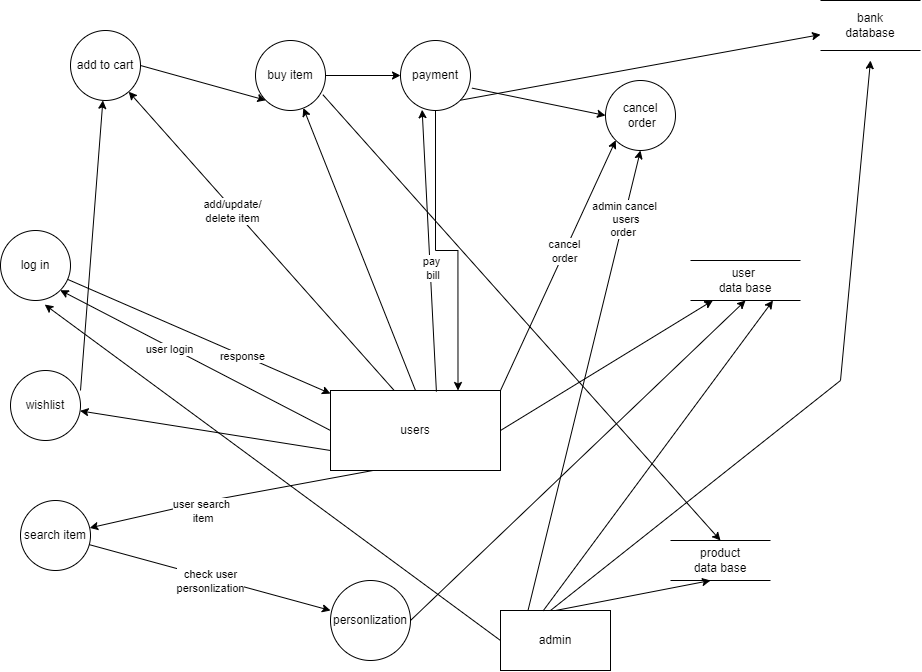 bank
database
add to cart
buy item
payment
cancel
order
add/update/
delete item
admin cancel
users
order
cancel
order
log in
pay
bill
user
data base
user login
response
wishlist
users
user search
item
search item
product
data base
check user
personlization
personlization
admin